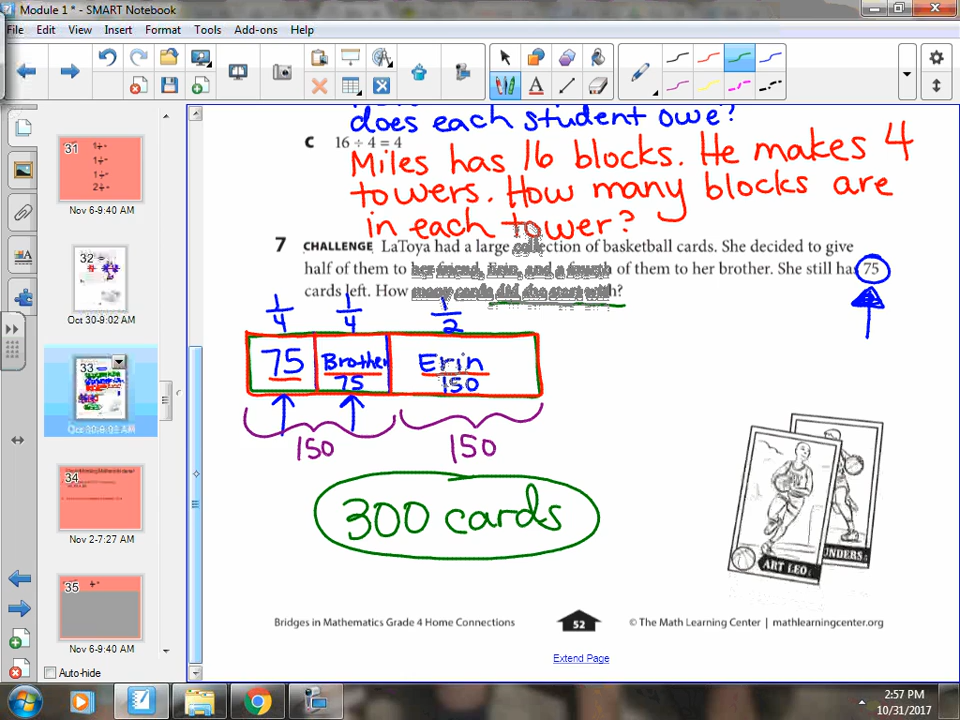 Module 1 * - SMART Notebook
File Edit View Insert Format Tools Add-ons Help
does each student owe?
C 16 ÷ 4 = 4
Miles has 16 blocks. He makes 4
towers. How many blocks are
in each tower?
7 CHALLENGE LaToya had a large collection of basketball cards. She decided to give
half of them to her friend, Erin, and a fourth of them to her brother. She still has 75
cards left. How many cards did she start with?
1/4 1/4 1/2
75 Brother Erin
75 150
150 150
300 cards
ART LEO
UNDERS
Bridges in Mathematics Grade 4 Home Connections 52 © The Math Learning Center | mathlearningcenter.org
Extend Page
31
Nov 6-9:40 AM
32
Oct 30-9:02 AM
33
Oct 30-9:02 AM
34
Nov 2-7:27 AM
35
Nov 6-9:40 AM
Auto-hide
2:57 PM
10/31/2017